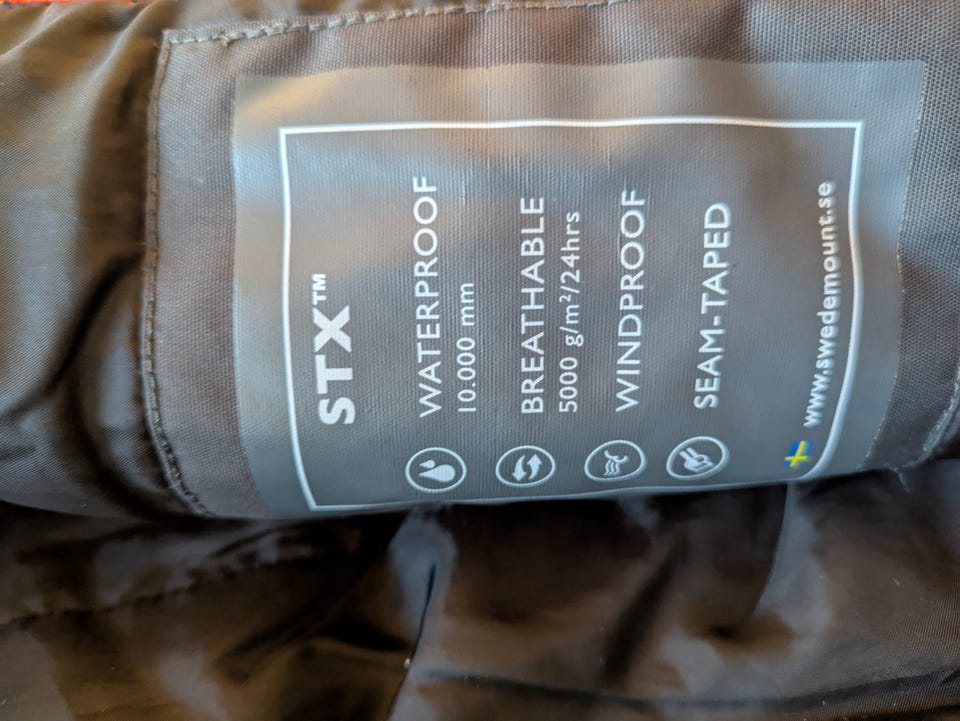 STX™
WATERPROOF
10.000 mm
BREATHABLE
5000 g/m²/24hrs
WINDPROOF
SEAM-TAPED
www.swedemount.se